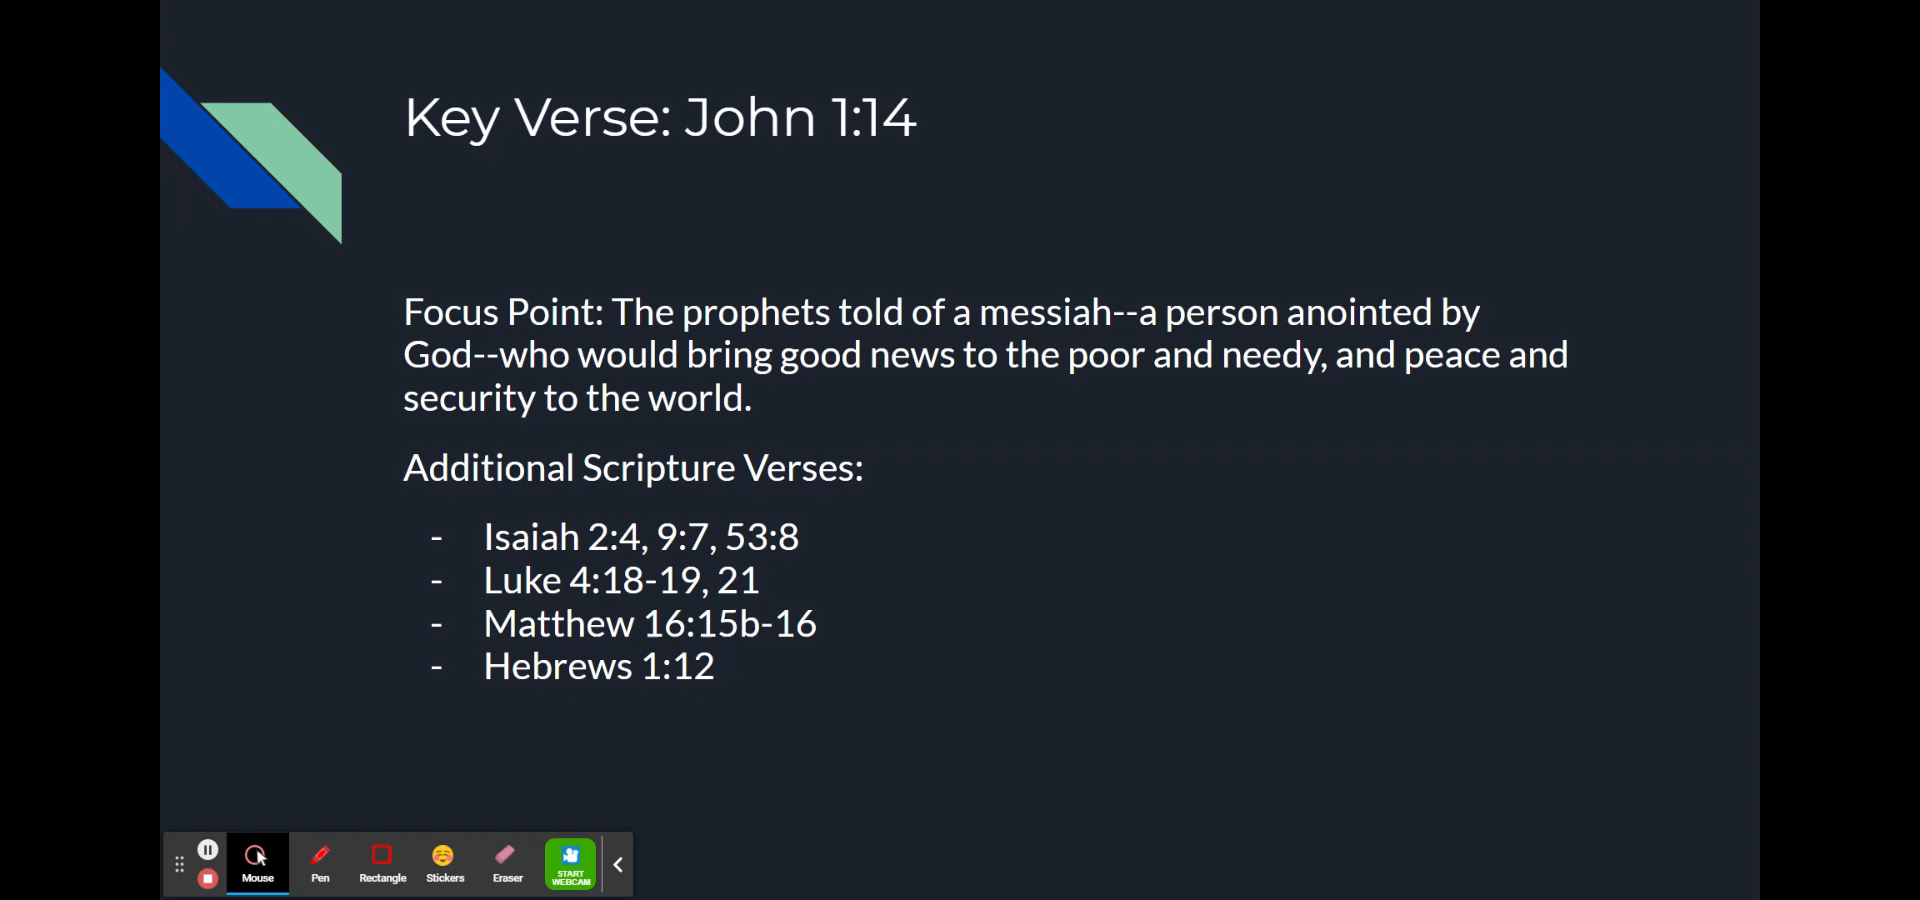 Key Verse: John 1:14
Focus Point: The prophets told of a messiah--a person anointed by
God--who would bring good news to the poor and needy, and peace and
security to the world.
Additional Scripture Verses:
- Isaiah 2:4, 9:7, 53:8
- Luke 4:18-19, 21
- Matthew 16:15b-16
- Hebrews 1:12
Mouse
Pen
Rectangle
Stickers
Eraser
START
WEBCAM